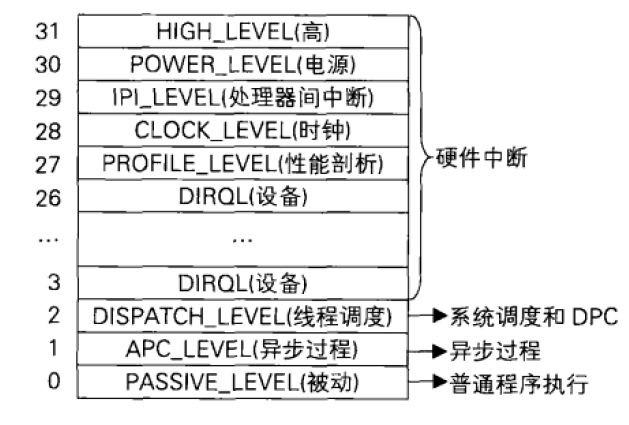 31 HIGH_LEVEL(高)
30 POWER_LEVEL(电源)
29 IPI_LEVEL(处理器间中断)
28 CLOCK_LEVEL(时钟)
27 PROFILE_LEVEL(性能剖析)
硬件中断
26 DIRQL(设备)
... ...
3 DIRQL(设备)
2 DISPATCH_LEVEL(线程调度) 系统调度和 DPC
1 APC_LEVEL(异步过程) 异步过程
0 PASSIVE_LEVEL(被动) 普通程序执行